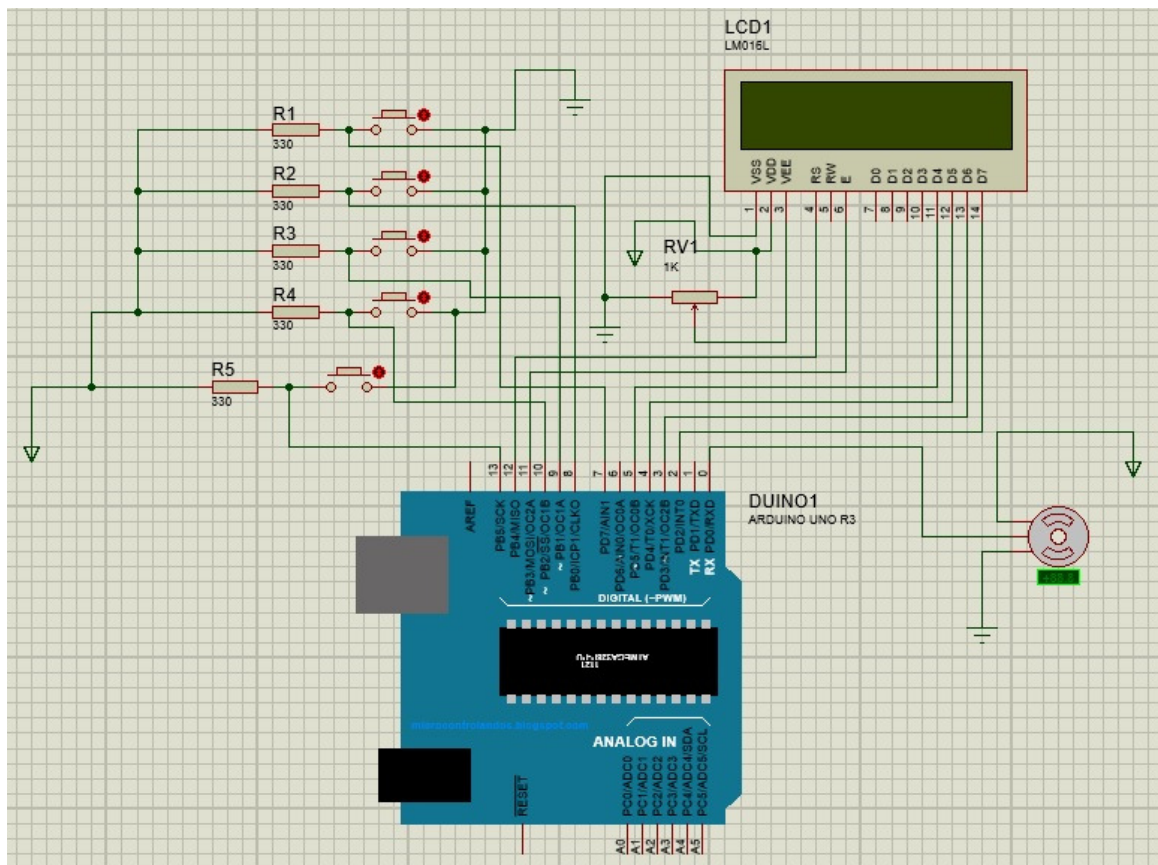 LCD1
LM016L
R1
330
R2
330
R3
330
R4
330
R5
330
VSS
VDD
VEE
RS
RW
E
D0
D1
D2
D3
D4
D5
D6
D7
1
2
3
4
5
6
7
8
9
10
11
12
13
14
RV1
1K
13
12
11
10
9
8
7
6
5
4
3
2
1
0
AREF
PB5/SCK
PB4/MISO
~ PB3/MOSI/OC2A
~ PB2/SS/OC1B
~ PB1/OC1A
PB0/ICP1/CLKO
PD7/AIN1
PD6/AIN0/OC0A
PD5/T1/OC0B
PD4/T0/XCK
PD3/INT1/OC2B
PD2/INT0
TX PD1/TXD
RX PD0/RXD
DIGITAL (~PWM)
DUINO1
ARDUINO UNO R3
1121
microcontrolandos.blogspot.com
ANALOG IN
RESET
PC0/ADC0
PC1/ADC1
PC2/ADC2
PC3/ADC3
PC4/ADC4/SDA
PC5/ADC5/SCL
A0
A1
A2
A3
A4
A5